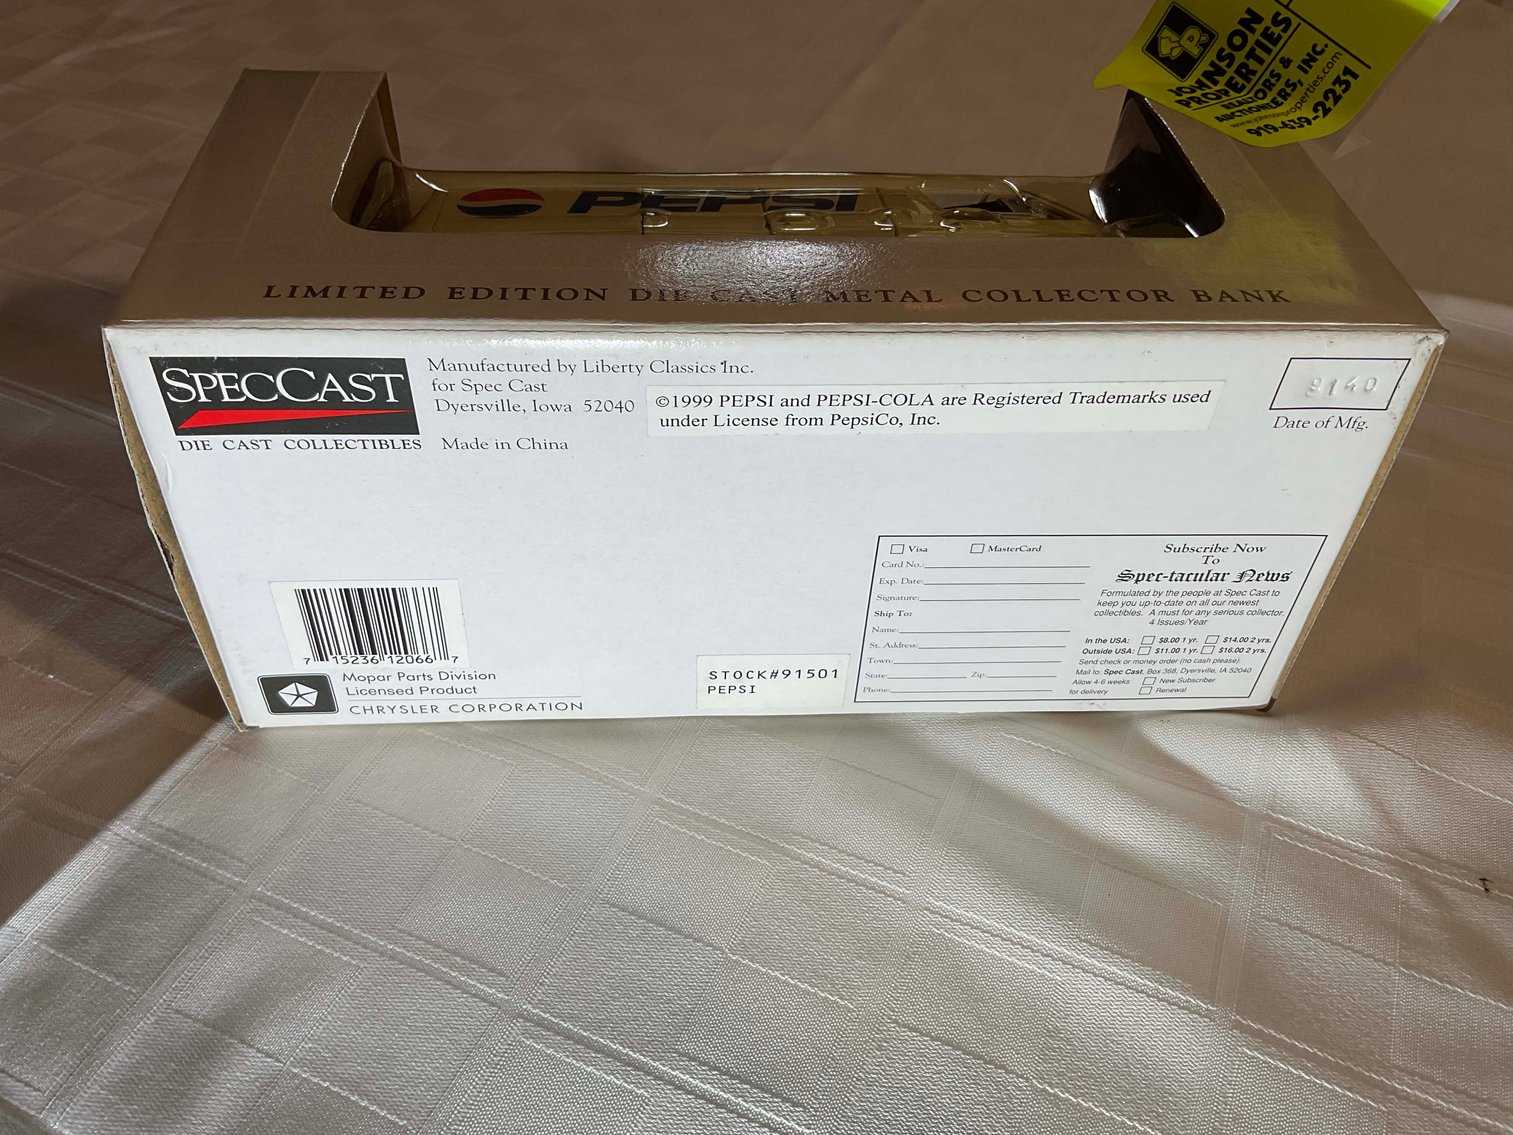 JOHNSON
PROPERTIES
REALTORS &
AUCTIONEERS, INC.
www.johnsonproperties.com
919-639-2231
PEPSI
LIMITED EDITION DIE CAST METAL COLLECTOR BANK
SPECCAST
DIE CAST COLLECTIBLES
Manufactured by Liberty Classics Inc.
for Spec Cast
Dyersville, Iowa 52040
Made in China
©1999 PEPSI and PEPSI-COLA are Registered Trademarks used
under License from PepsiCo, Inc.
Date of Mfg.
7 15236 12066 7
Mopar Parts Division
Licensed Product
CHRYSLER CORPORATION
STOCK#91501
PEPSI
Visa MasterCard
Card No.:
Exp. Date:
Signature:
Ship To:
Name:
St. Address:
Town:
State: Zip:
Phone:
Subscribe Now
To
Spec-tacular News
Formulated by the people at Spec Cast to
keep you up-to-date on all our newest
collectibles. A must for any serious collector.
4 Issues/Year
In the USA: $8.00 1 yr. $14.00 2 yrs.
Outside USA: $11.00 1 yr. $16.00 2 yrs.
Send check or money order (no cash please).
Mail to: Spec Cast, Box 368, Dyersville, IA 52040
Allow 4-6 weeks New Subscriber
for delivery Renewal